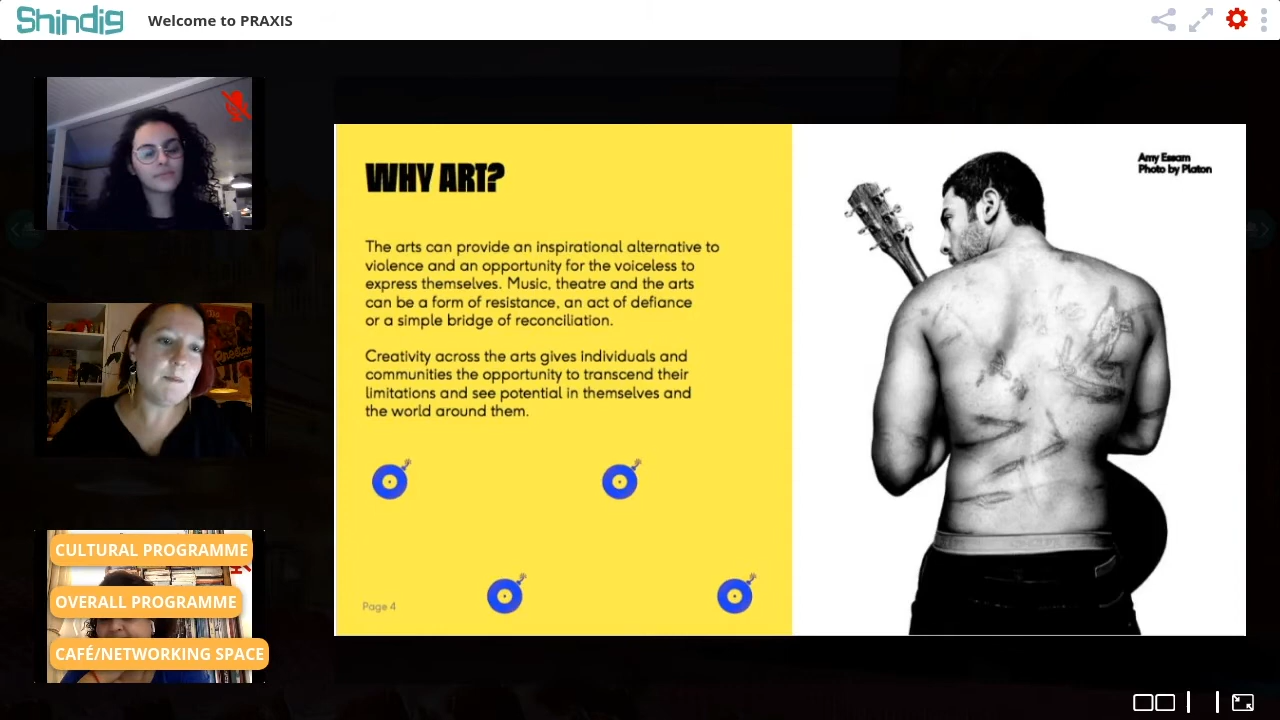 Shindig
Welcome to PRAXIS
WHY ART?
The arts can provide an inspirational alternative to
violence and an opportunity for the voiceless to
express themselves. Music, theatre and the arts
can be a form of resistance, an act of defiance
or a simple bridge of reconciliation.
Creativity across the arts gives individuals and
communities the opportunity to transcend their
limitations and see potential in themselves and
the world around them.
Page 4
Amy Essam
Photo by Platon
CULTURAL PROGRAMME
OVERALL PROGRAMME
CAFÉ/NETWORKING SPACE